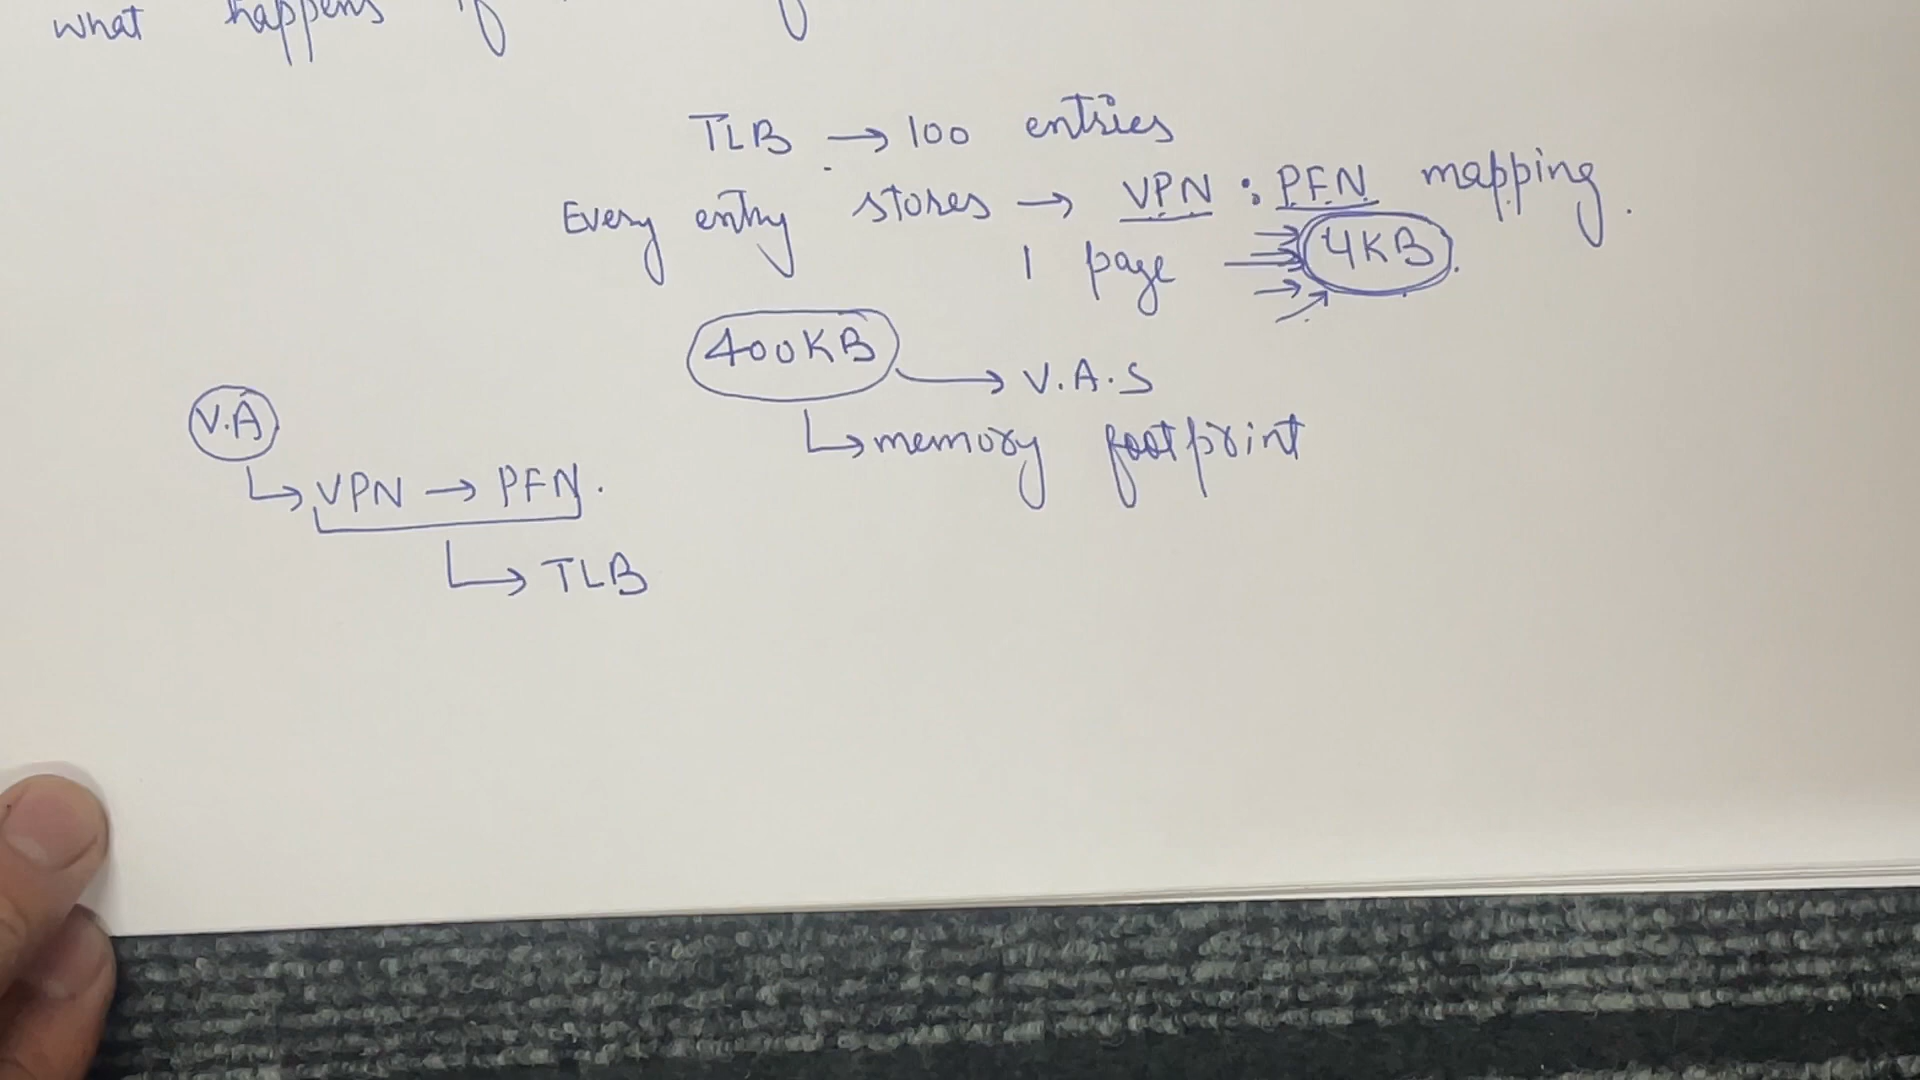 what happens if
TLB → 100 entries
Every entry stores → VPN : PFN mapping.
1 page → 4KB.
400KB → V.A.S
↳ memory footprint
V.A
↳ VPN → PFN.
↳ TLB